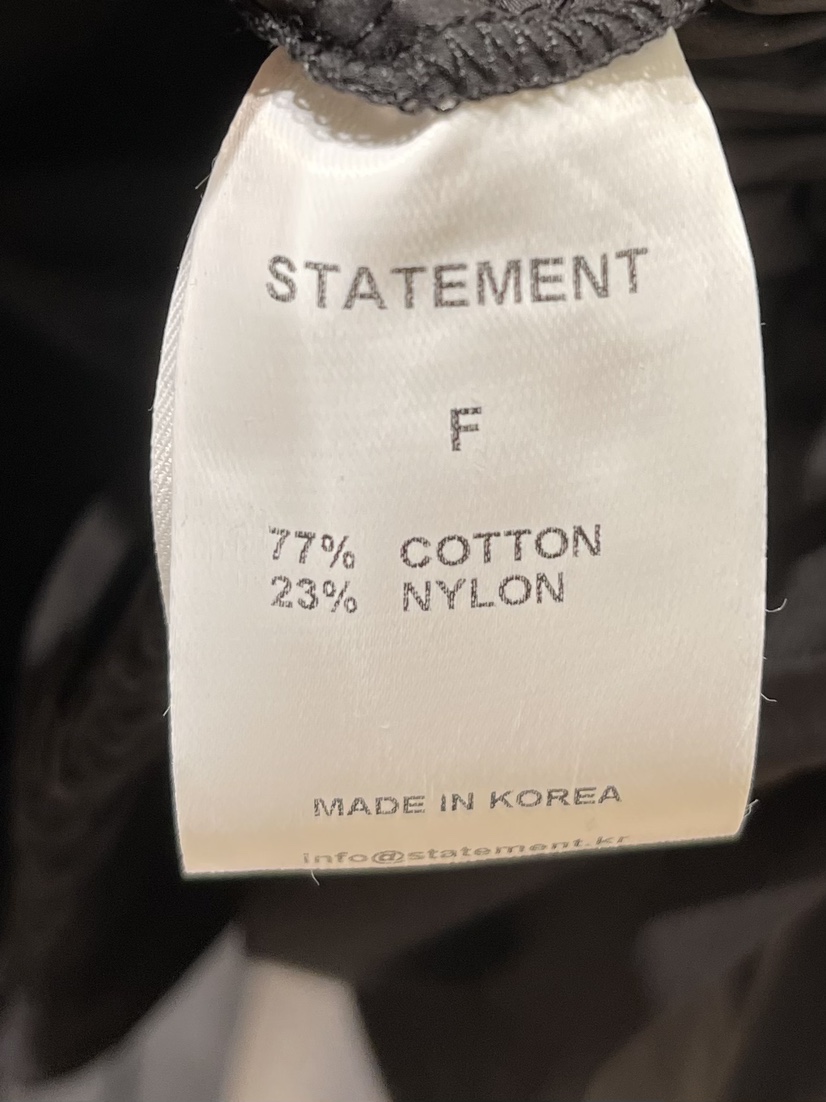 STATEMENT
F
77% COTTON
23% NYLON
MADE IN KOREA
info@statement.kr